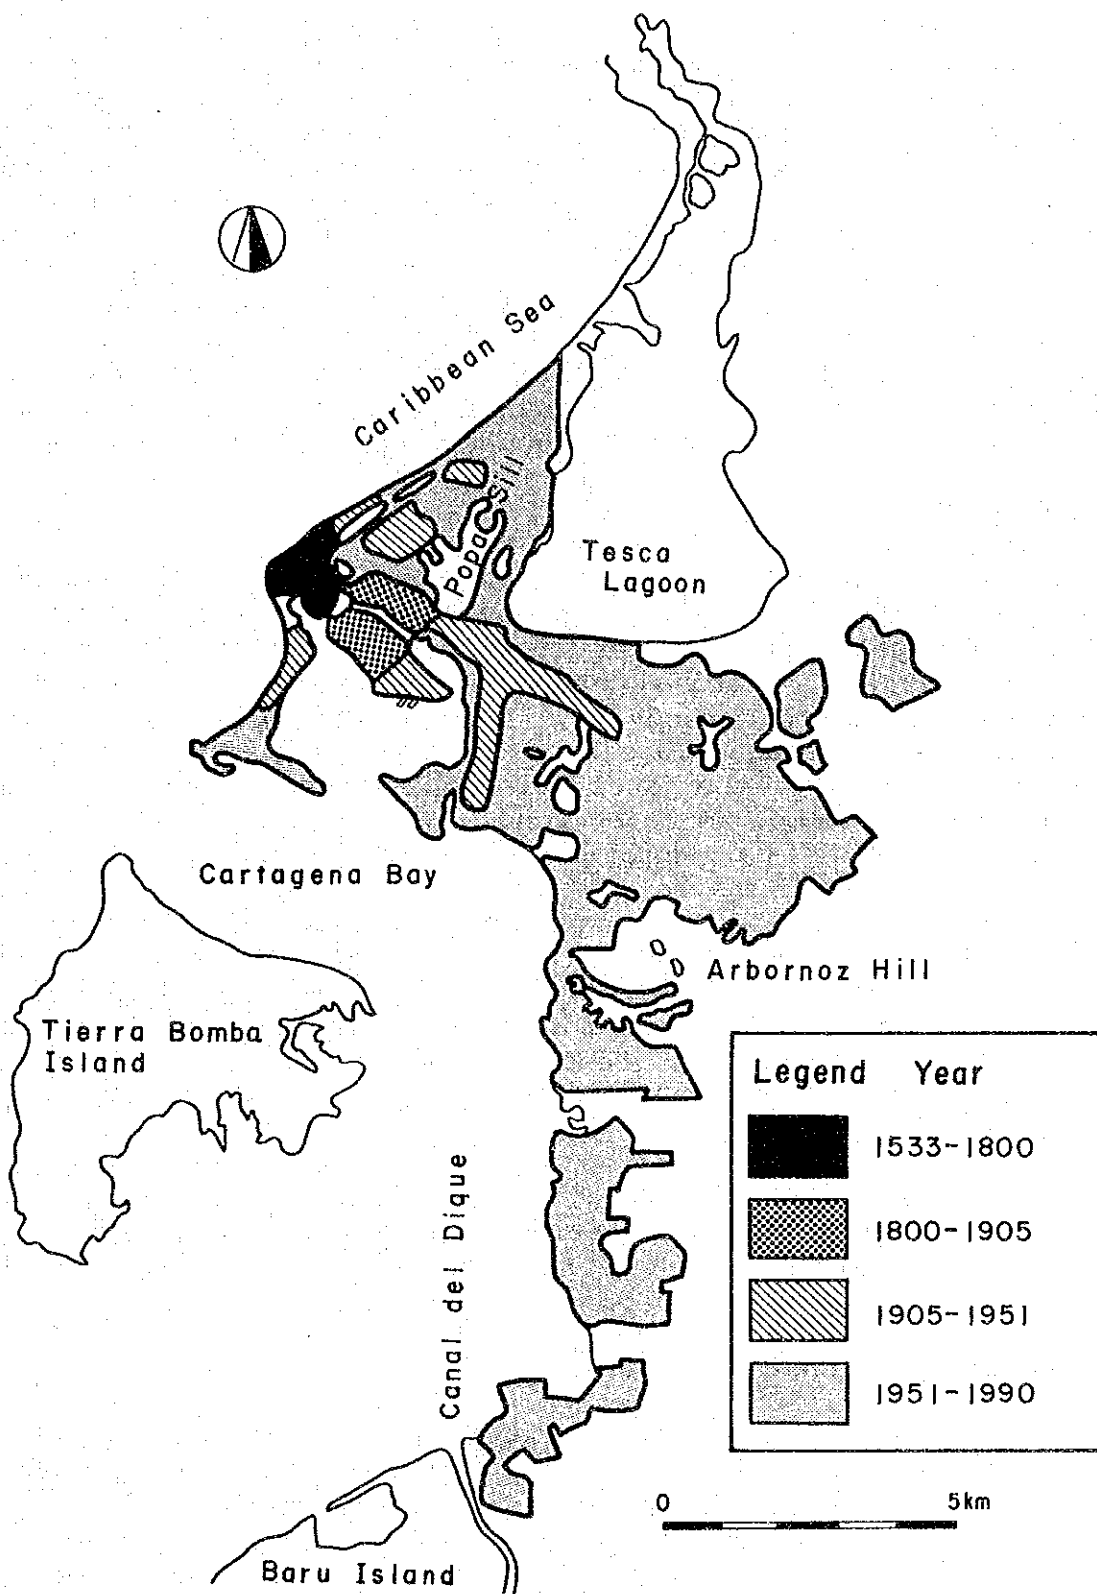 Caribbean Sea
Popa Sill
Tesca
Lagoon
Cartagena Bay
Arbornoz Hill
Tierra Bomba
Island
Canal del Dique
Baru Island
Legend Year
1533-1800
1800-1905
1905-1951
1951-1990
0 5km